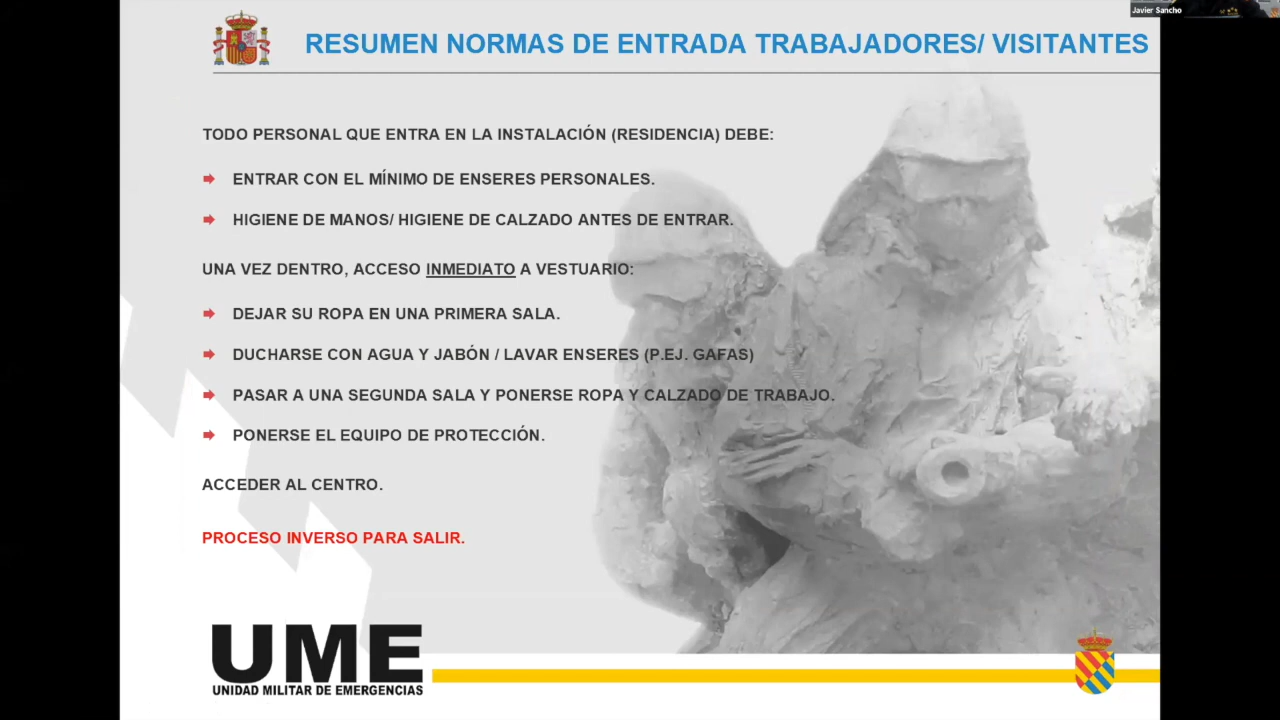 Javier Sancho
RESUMEN NORMAS DE ENTRADA TRABAJADORES/ VISITANTES
TODO PERSONAL QUE ENTRA EN LA INSTALACIÓN (RESIDENCIA) DEBE:
ENTRAR CON EL MÍNIMO DE ENSERES PERSONALES.
HIGIENE DE MANOS/ HIGIENE DE CALZADO ANTES DE ENTRAR.
UNA VEZ DENTRO, ACCESO INMEDIATO A VESTUARIO:
DEJAR SU ROPA EN UNA PRIMERA SALA.
DUCHARSE CON AGUA Y JABÓN / LAVAR ENSERES (P.EJ. GAFAS)
PASAR A UNA SEGUNDA SALA Y PONERSE ROPA Y CALZADO DE TRABAJO.
PONERSE EL EQUIPO DE PROTECCIÓN.
ACCEDER AL CENTRO.
PROCESO INVERSO PARA SALIR.
UME
UNIDAD MILITAR DE EMERGENCIAS